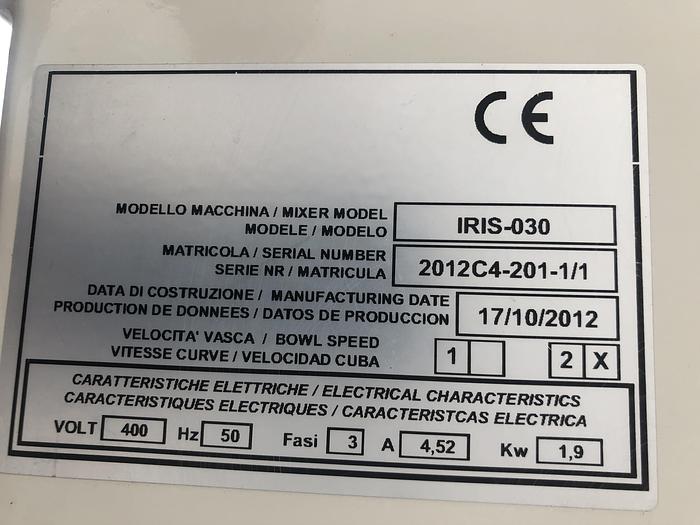 CE
MODELLO MACCHINA / MIXER MODEL
MODELE / MODELO
IRIS-030
MATRICOLA / SERIAL NUMBER
SERIE NR / MATRICULA
2012C4-201-1/1
DATA DI COSTRUZIONE / MANUFACTURING DATE
PRODUCTION DE DONNEES / DATOS DE PRODUCCION
17/10/2012
VELOCITA' VASCA / BOWL SPEED
VITESSE CURVE / VELOCIDAD CUBA
1 2 X
CARATTERISTICHE ELETTRICHE / ELECTRICAL CHARACTERISTICS
CARACTERISTIQUES ELECTRIQUES / CARACTERISTCAS ELECTRICA
VOLT 400 Hz 50 Fasi 3 A 4,52 Kw 1,9